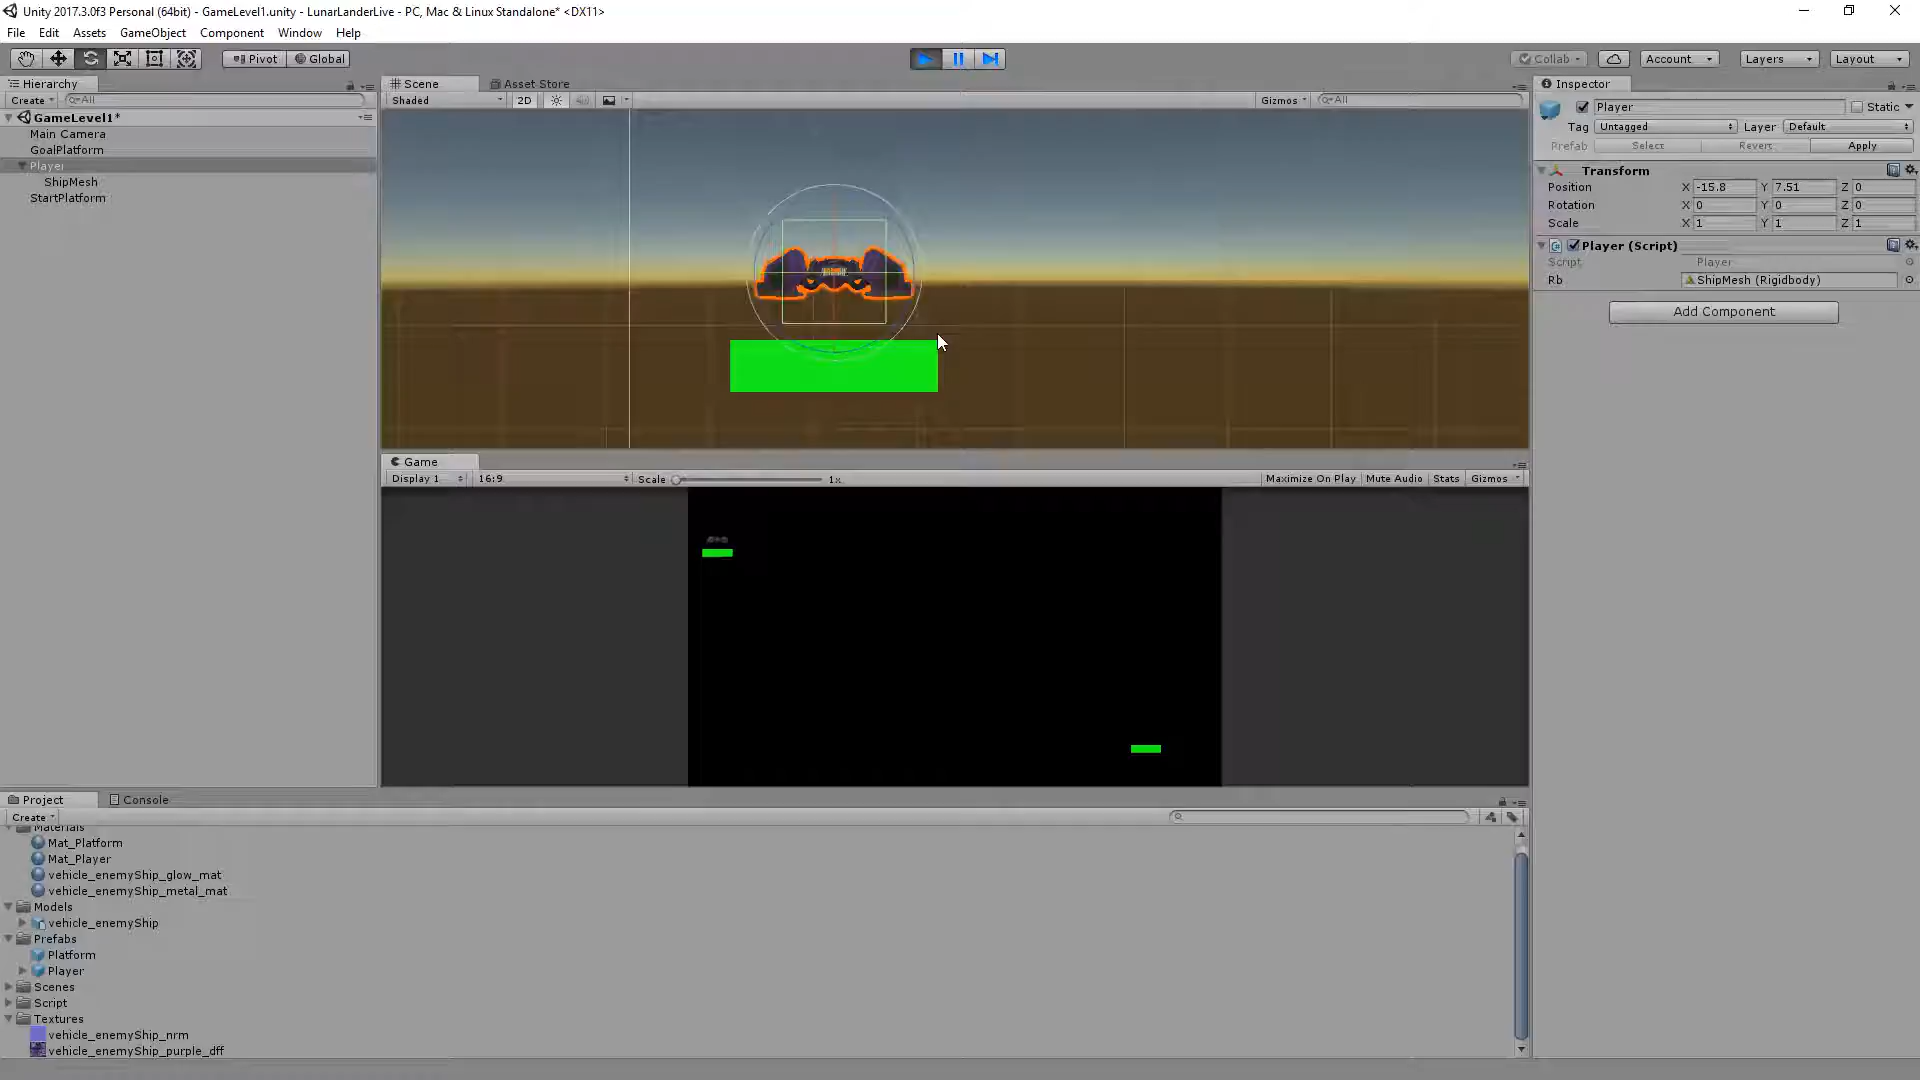 Unity 2017.3.0f3 Personal (64bit) - GameLevel1.unity - LunarLanderLive - PC, Mac & Linux Standalone* <DX11>
File Edit Assets GameObject Component Window Help
Pivot Global Collab Account Layers Layout
Hierarchy
Create All
GameLevel1*
Main Camera
GoalPlatform
Player
ShipMesh
StartPlatform
Scene Asset Store
Shaded 2D Gizmos All
Game
Display 1 16:9 Scale 1x Maximize On Play Mute Audio Stats Gizmos
Inspector
Player Static
Tag Untagged Layer Default
Prefab Select Revert Apply
Transform
Position X -15.8 Y 7.51 Z 0
Rotation X 0 Y 0 Z 0
Scale X 1 Y 1 Z 1
Player (Script)
Script Player
Rb ShipMesh (Rigidbody)
Add Component
Project Console
Create
Materials
Mat_Platform
Mat_Player
vehicle_enemyShip_glow_mat
vehicle_enemyShip_metal_mat
Models
vehicle_enemyShip
Prefabs
Platform
Player
Scenes
Script
Textures
vehicle_enemyShip_nrm
vehicle_enemyShip_purple_dff